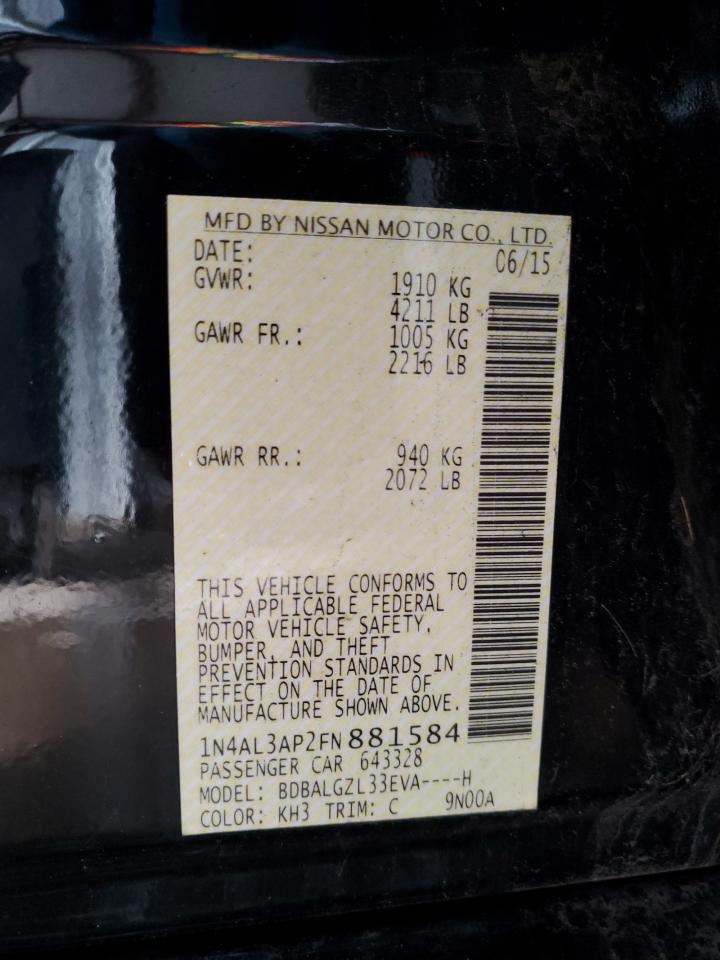 MFD BY NISSAN MOTOR CO., LTD.
DATE: 06/15
GVWR: 1910 KG
4211 LB
GAWR FR.: 1005 KG
2216 LB
GAWR RR.: 940 KG
2072 LB
THIS VEHICLE CONFORMS TO
ALL APPLICABLE FEDERAL
MOTOR VEHICLE SAFETY,
BUMPER, AND THEFT
PREVENTION STANDARDS IN
EFFECT ON THE DATE OF
MANUFACTURE SHOWN ABOVE.
1N4AL3AP2FN881584
PASSENGER CAR 643328
MODEL: BDBALGZL33EVA----H
COLOR: KH3 TRIM: C 9N00A